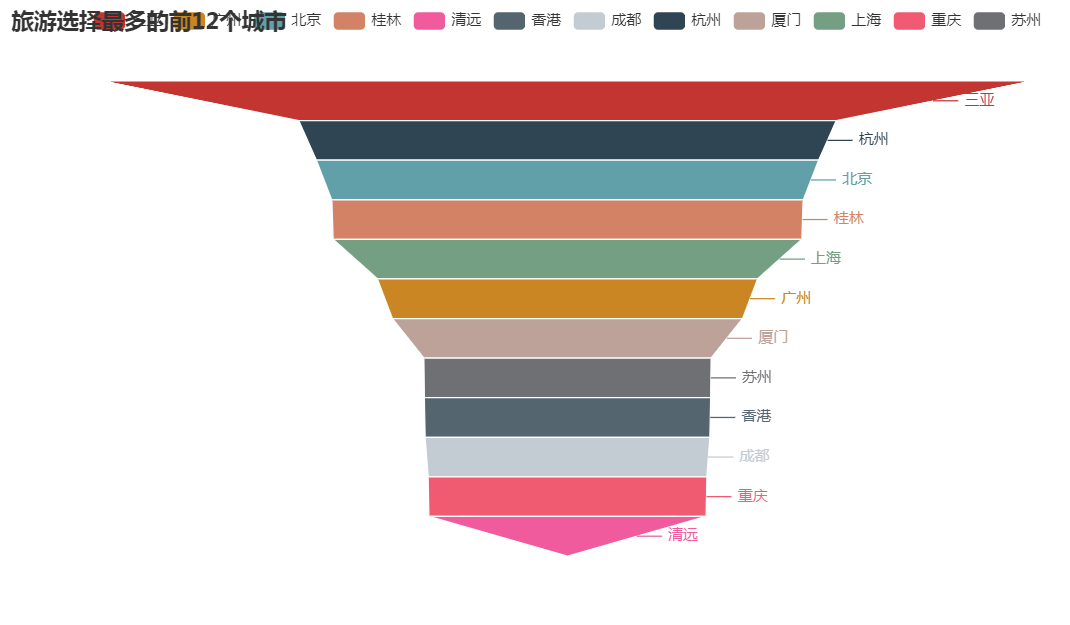 旅游选择最多的前12个城市
北京 桂林 清远 香港 成都 杭州 厦门 上海 重庆 苏州
三亚
杭州
北京
桂林
上海
广州
厦门
苏州
香港
成都
重庆
清远